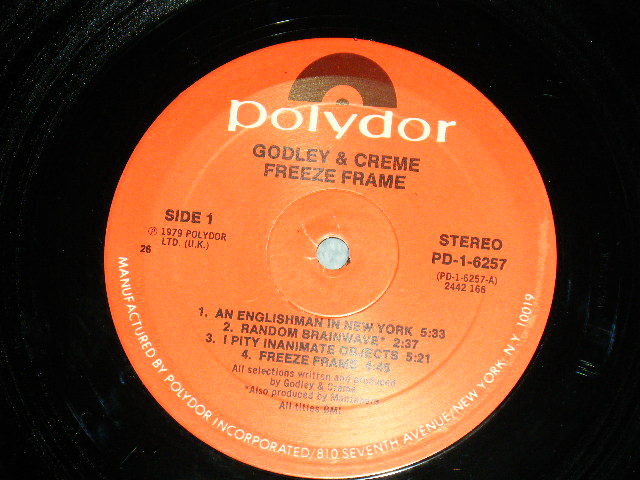 polydor
GODLEY & CREME
FREEZE FRAME
SIDE 1
℗ 1979 POLYDOR
LTD. (U.K.)
26
STEREO
PD-1-6257
(PD-1-6257-A)
2442 166
1. AN ENGLISHMAN IN NEW YORK 5:33
2. RANDOM BRAINWAVE* 2:37
3. I PITY INANIMATE OBJECTS 5:21
4. FREEZE FRAME 4:45
All selections written and produced
by Godley & Creme
*Also produced by Manzanera
All titles BMI
MANUFACTURED BY POLYDOR INCORPORATED/810 SEVENTH AVENUE/NEW YORK, N.Y. 10019